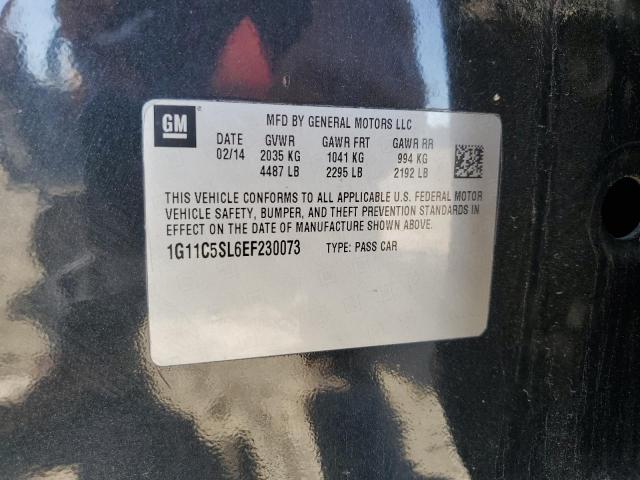 GM MFD BY GENERAL MOTORS LLC
DATE GVWR GAWR FRT GAWR RR
02/14 2035 KG 1041 KG 994 KG
4487 LB 2295 LB 2192 LB
THIS VEHICLE CONFORMS TO ALL APPLICABLE U.S. FEDERAL MOTOR
VEHICLE SAFETY, BUMPER, AND THEFT PREVENTION STANDARDS IN
EFFECT ON THE DATE OF MANUFACTURE SHOWN ABOVE.
1G11C5SL6EF230073 TYPE: PASS CAR